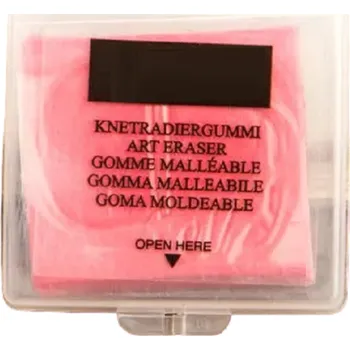 KNETRADIERGUMMI
ART ERASER
GOMME MALLÉABLE
GOMMA MALLEABILE
GOMA MOLDEABLE
OPEN HERE